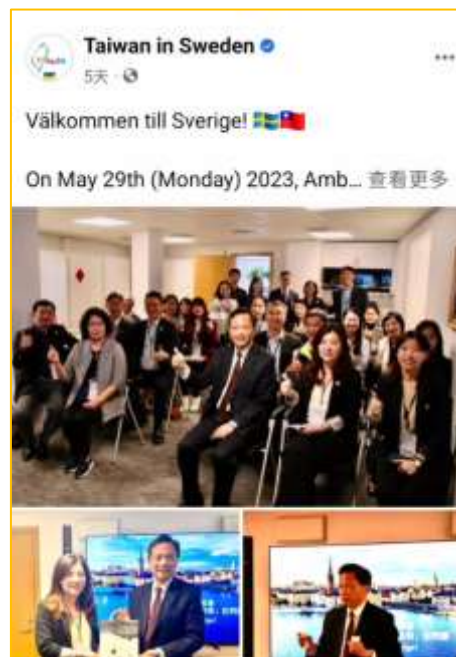 Taiwan in Sweden
5天
Välkommen till Sverige! 🇸🇪🇹🇼
On May 29th (Monday) 2023, Amb... 查看更多